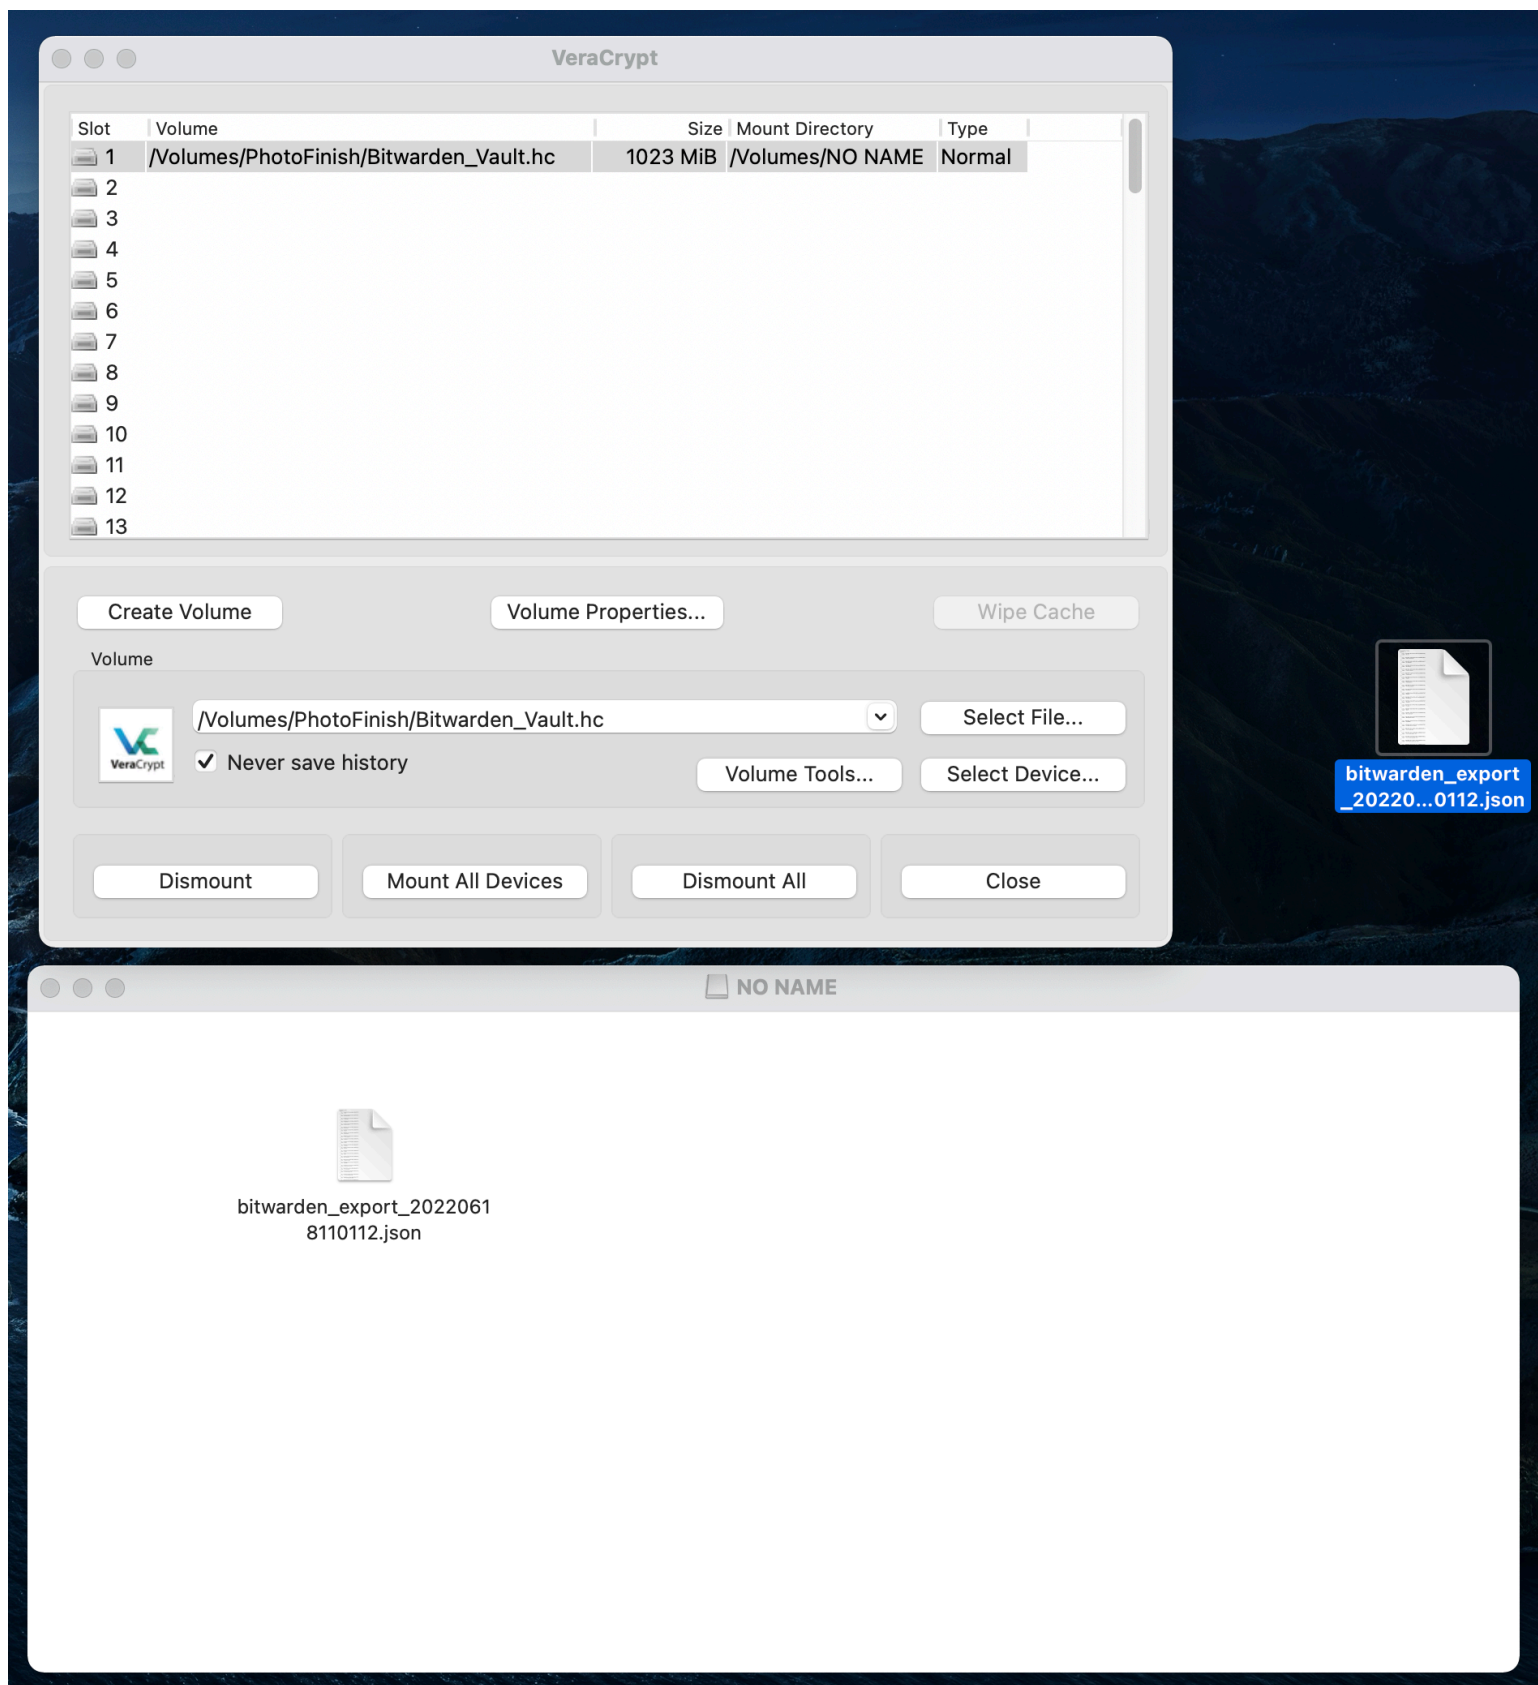 VeraCrypt
Slot Volume Size Mount Directory Type
1 /Volumes/PhotoFinish/Bitwarden_Vault.hc 1023 MiB /Volumes/NO NAME Normal
2
3
4
5
6
7
8
9
10
11
12
13
Create Volume Volume Properties... Wipe Cache
Volume
/Volumes/PhotoFinish/Bitwarden_Vault.hc Select File...
VeraCrypt
Never save history
Volume Tools... Select Device...
bitwarden_export
_20220...0112.json
Dismount Mount All Devices Dismount All Close
NO NAME
bitwarden_export_2022061
8110112.json